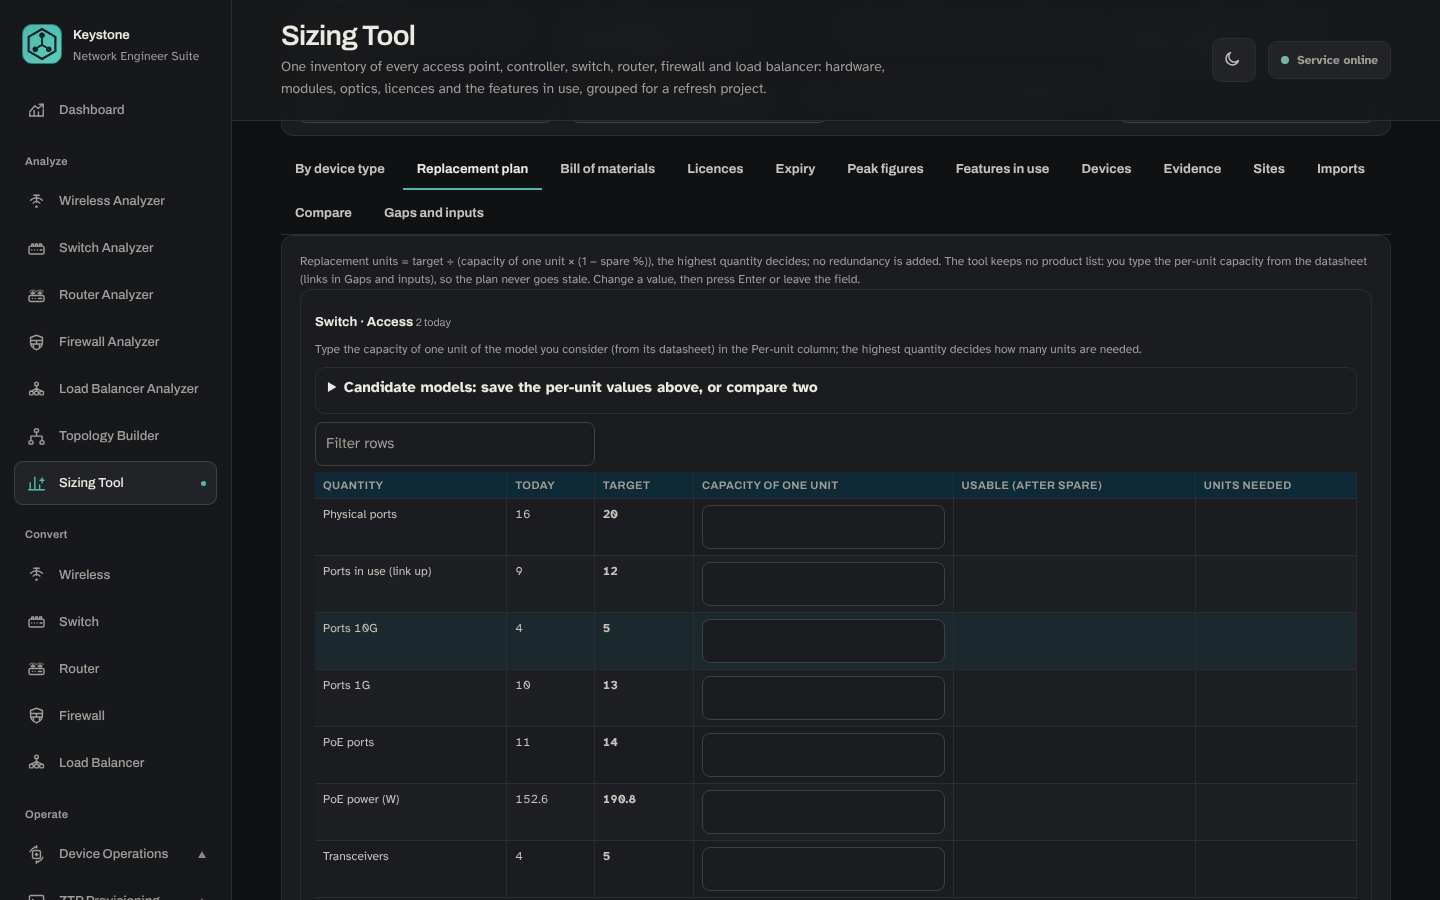 Keystone
Network Engineer Suite
Dashboard
Analyze
Wireless Analyzer
Switch Analyzer
Router Analyzer
Firewall Analyzer
Load Balancer Analyzer
Topology Builder
Sizing Tool
Convert
Wireless
Switch
Router
Firewall
Load Balancer
Operate
Device Operations
ZTP Provisioning
Sizing Tool
One inventory of every access point, controller, switch, router, firewall and load balancer: hardware,
modules, optics, licences and the features in use, grouped for a refresh project.
Service online
By device type Replacement plan Bill of materials Licences Expiry Peak figures Features in use Devices Evidence Sites Imports
Compare Gaps and inputs
Replacement units = target ÷ (capacity of one unit × (1 – spare %)), the highest quantity decides; no redundancy is added. The tool keeps no product list: you type the per-unit capacity from the datasheet
(links in Gaps and inputs), so the plan never goes stale. Change a value, then press Enter or leave the field.
Switch · Access 2 today
Type the capacity of one unit of the model you consider (from its datasheet) in the Per-unit column; the highest quantity decides how many units are needed.
Candidate models: save the per-unit values above, or compare two
Filter rows
QUANTITY TODAY TARGET CAPACITY OF ONE UNIT USABLE (AFTER SPARE) UNITS NEEDED
Physical ports 16 20
Ports in use (link up) 9 12
Ports 10G 4 5
Ports 1G 10 13
PoE ports 11 14
PoE power (W) 152.6 190.8
Transceivers 4 5